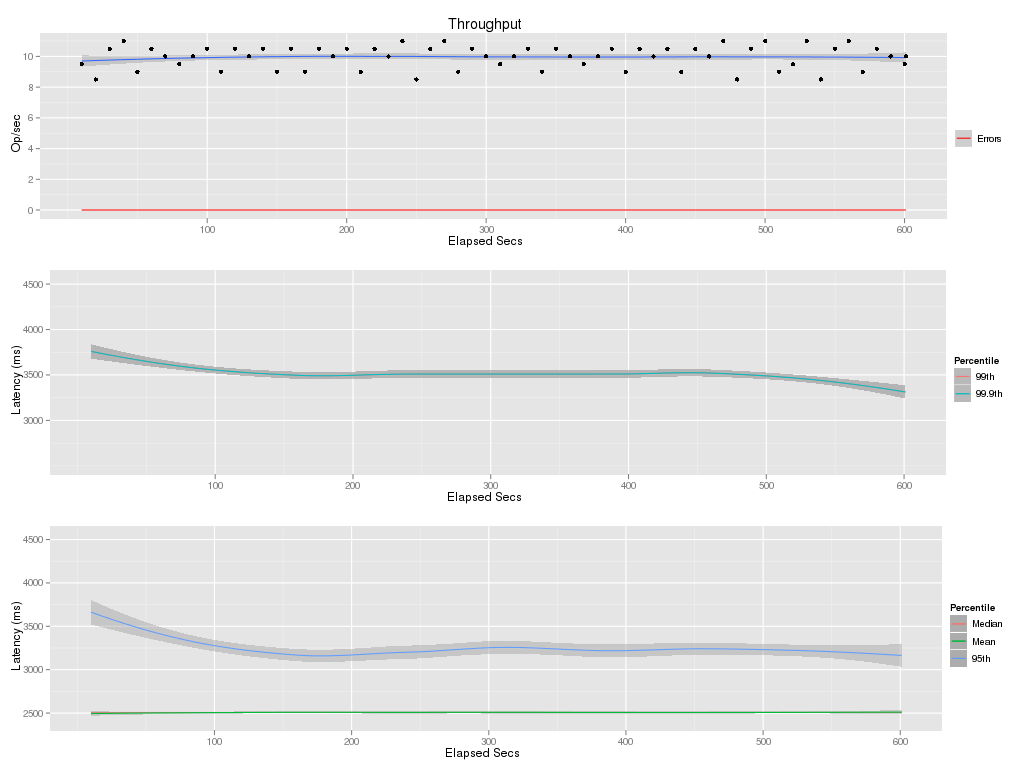 Throughput
Op/sec
10
8
6
4
2
0
100 200 300 400 500 600
Elapsed Secs
Errors
Latency (ms)
4500
4000
3500
3000
100 200 300 400 500 600
Elapsed Secs
Percentile
99th
99.9th
Latency (ms)
4500
4000
3500
3000
2500
100 200 300 400 500 600
Elapsed Secs
Percentile
Median
Mean
95th